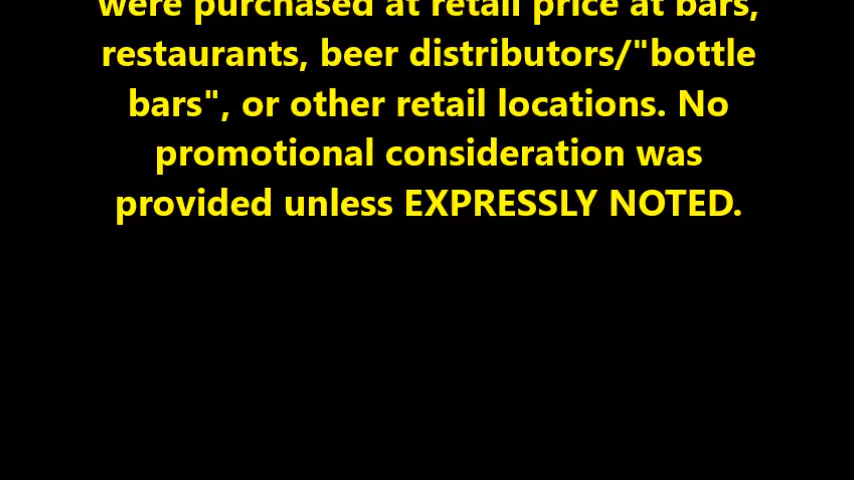 were purchased at retail price at bars,
restaurants, beer distributors/"bottle
bars", or other retail locations. No
promotional consideration was
provided unless EXPRESSLY NOTED.